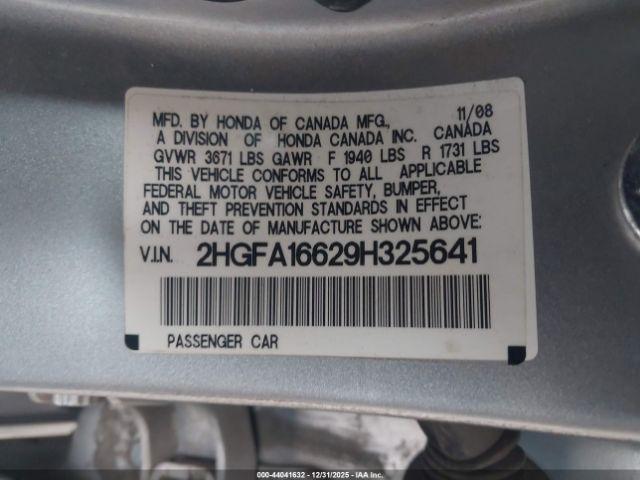 MFD. BY HONDA OF CANADA MFG., 11/08
A DIVISION OF HONDA CANADA INC. CANADA
GVWR 3671 LBS GAWR F 1940 LBS R 1731 LBS
THIS VEHICLE CONFORMS TO ALL APPLICABLE
FEDERAL MOTOR VEHICLE SAFETY, BUMPER,
AND THEFT PREVENTION STANDARDS IN EFFECT
ON THE DATE OF MANUFACTURE SHOWN ABOVE:
V.I.N. 2HGFA16629H325641
PASSENGER CAR
000-44041632 - 12/31/2025 - IAA Inc.